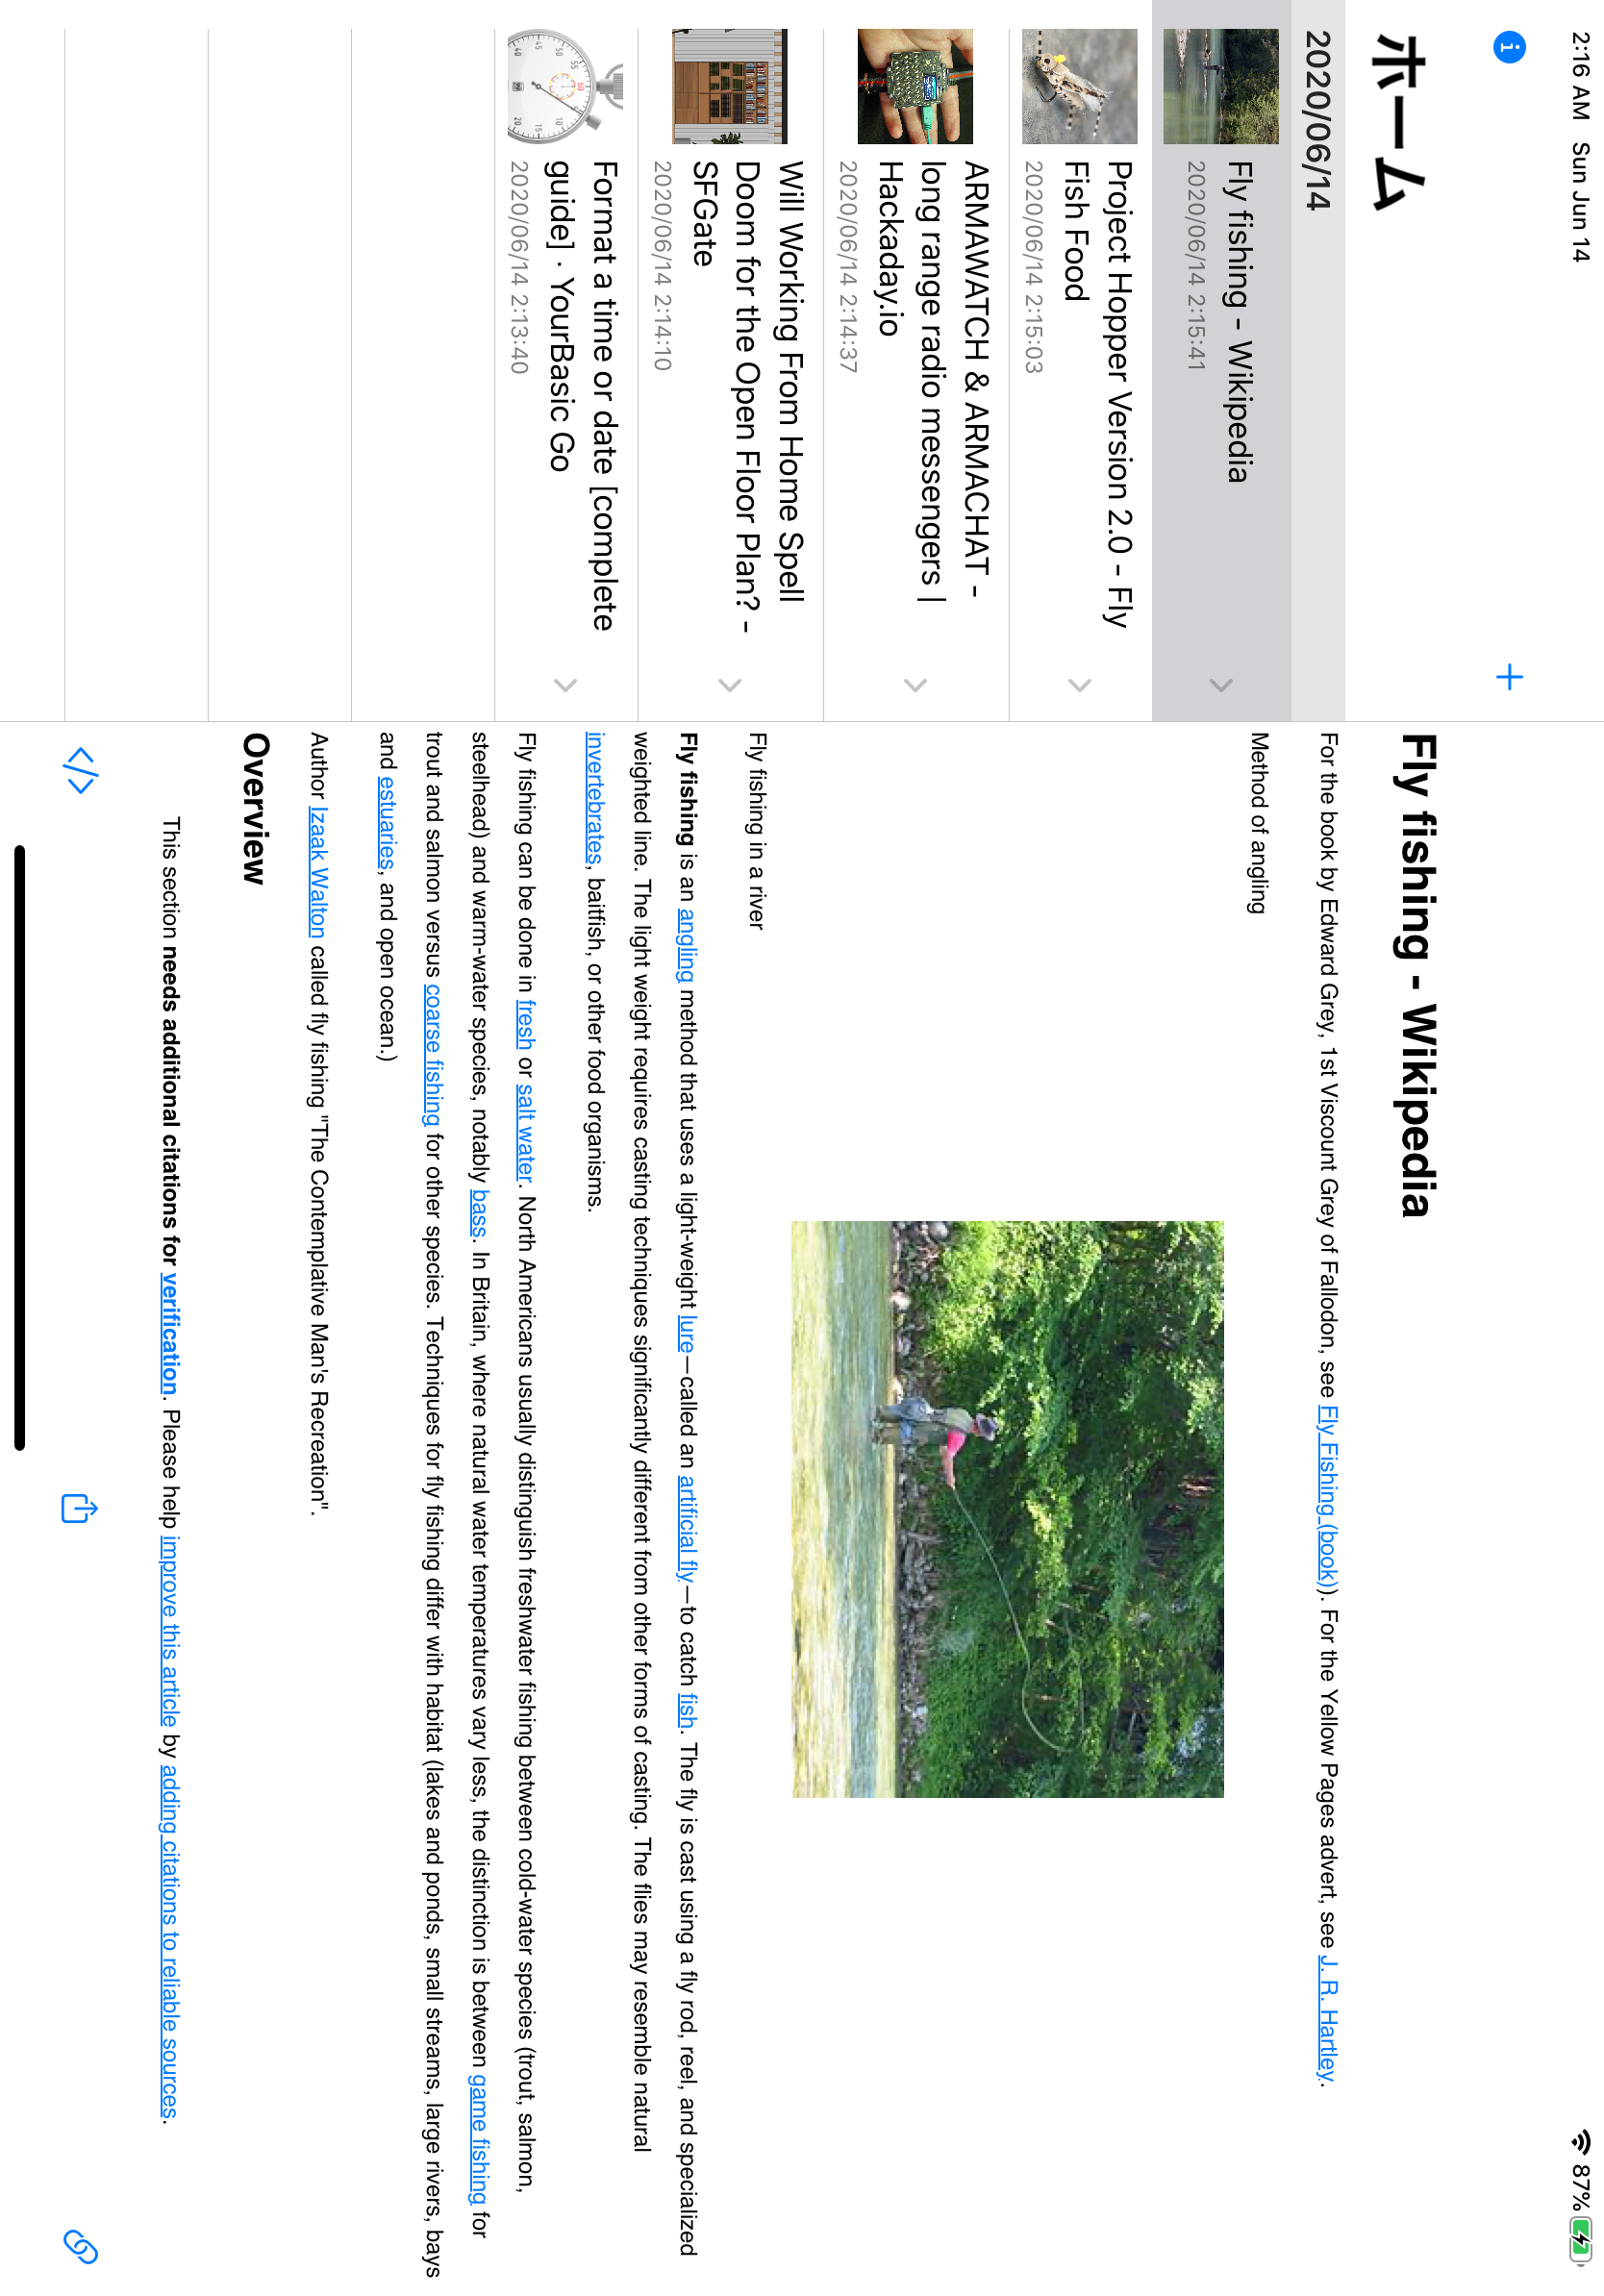 2:16 AM Sun Jun 14
87%
ホーム
2020/06/14
Fly fishing - Wikipedia
2020/06/14 2:15:41
Project Hopper Version 2.0 - Fly
Fish Food
2020/06/14 2:15:03
ARMAWATCH & ARMACHAT -
long range radio messengers |
Hackaday.io
2020/06/14 2:14:37
Will Working From Home Spell
Doom for the Open Floor Plan? -
SFGate
2020/06/14 2:14:10
Format a time or date [complete
guide] · YourBasic Go
2020/06/14 2:13:40
Fly fishing - Wikipedia
For the book by Edward Grey, 1st Viscount Grey of Fallodon, see Fly Fishing (book)). For the Yellow Pages advert, see J. R. Hartley.
Method of angling
Fly fishing in a river
Fly fishing is an angling method that uses a light-weight lure—called an artificial fly—to catch fish. The fly is cast using a fly rod, reel, and specialized
weighted line. The light weight requires casting techniques significantly different from other forms of casting. The flies may resemble natural
invertebrates, baitfish, or other food organisms.
Fly fishing can be done in fresh or salt water. North Americans usually distinguish freshwater fishing between cold-water species (trout, salmon,
steelhead) and warm-water species, notably bass. In Britain, where natural water temperatures vary less, the distinction is between game fishing for
trout and salmon versus coarse fishing for other species. Techniques for fly fishing differ with habitat (lakes and ponds, small streams, large rivers, bays
and estuaries, and open ocean.)
Author Izaak Walton called fly fishing "The Contemplative Man's Recreation".
Overview
This section needs additional citations for verification. Please help improve this article by adding citations to reliable sources.